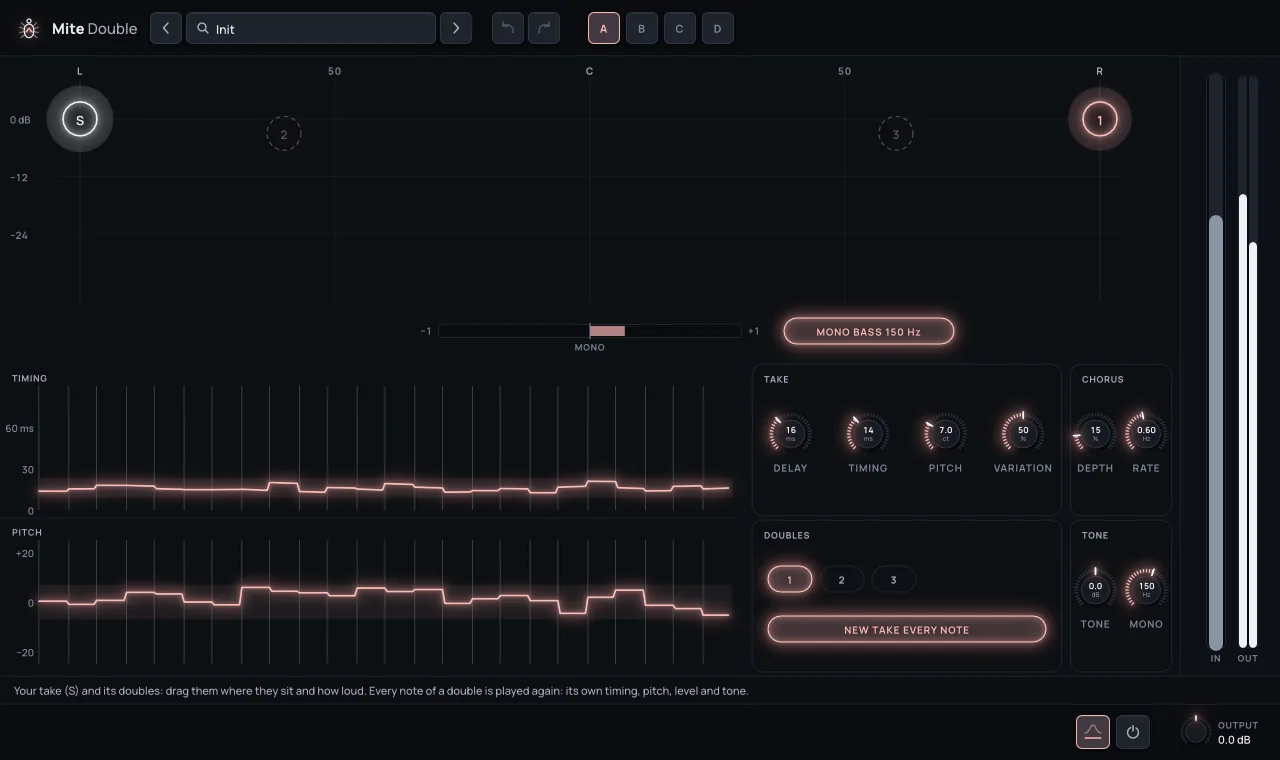 Mite Double
Init
A B C D
L 50 C 50 R
0 dB
S 2 3 1
−12
−24
−1 +1 MONO BASS 150 Hz
MONO
TIMING
60 ms
30
0
PITCH
+20
0
−20
TAKE
16 ms 14 ms 7.0 ct 50 %
DELAY TIMING PITCH VARIATION
CHORUS
15 % 0.60 Hz
DEPTH RATE
DOUBLES
1 2 3
NEW TAKE EVERY NOTE
TONE
0.0 dB 150 Hz
TONE MONO
IN OUT
Your take (S) and its doubles: drag them where they sit and how loud. Every note of a double is played again: its own timing, pitch, level and tone.
OUTPUT
0.0 dB